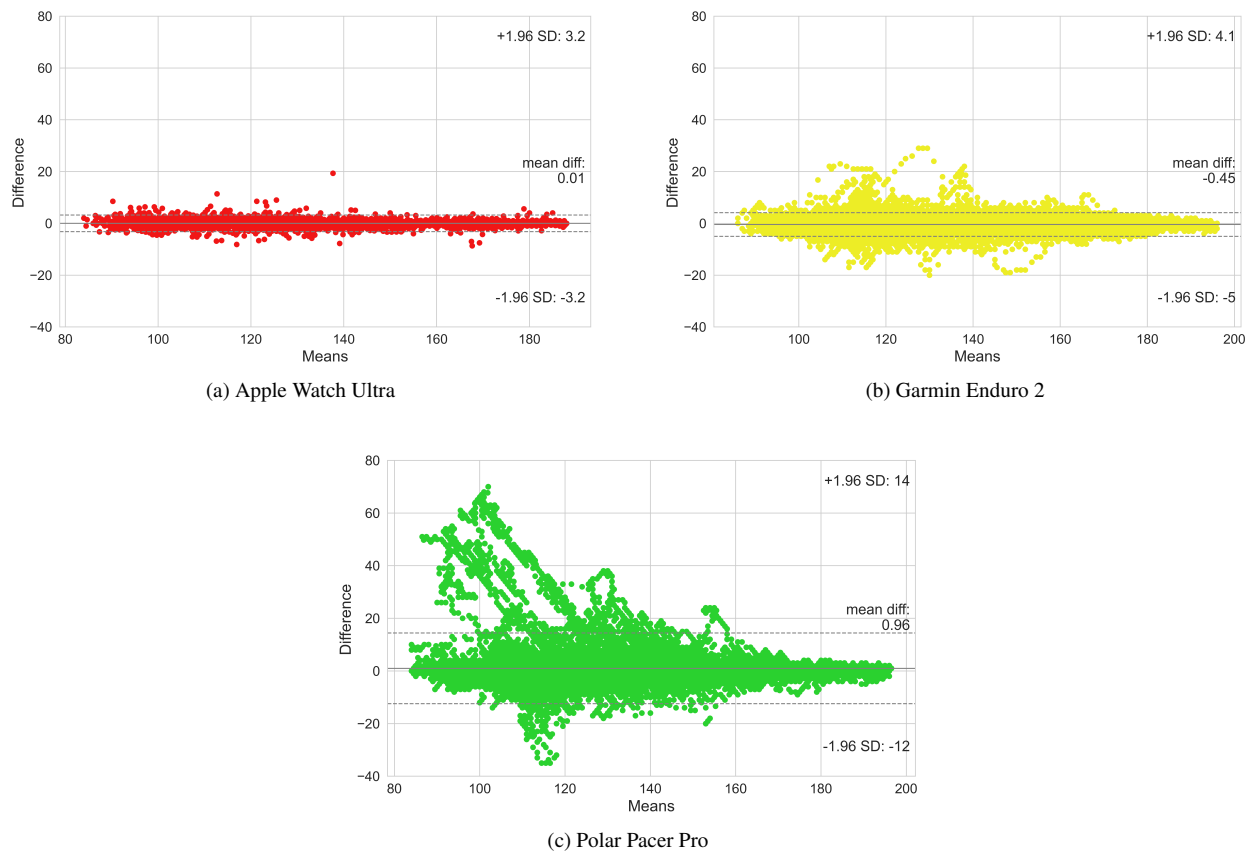 80
60
40
20
0
−20
−40
Difference
80
100
120
140
160
180
Means
+1.96 SD: 3.2
mean diff:
0.01
-1.96 SD: -3.2
(a) Apple Watch Ultra
80
60
40
20
0
−20
−40
Difference
100
120
140
160
180
200
Means
+1.96 SD: 4.1
mean diff:
-0.45
-1.96 SD: -5
(b) Garmin Enduro 2
80
60
40
20
0
−20
−40
Difference
80
100
120
140
160
180
200
Means
+1.96 SD: 14
mean diff:
0.96
-1.96 SD: -12
(c) Polar Pacer Pro